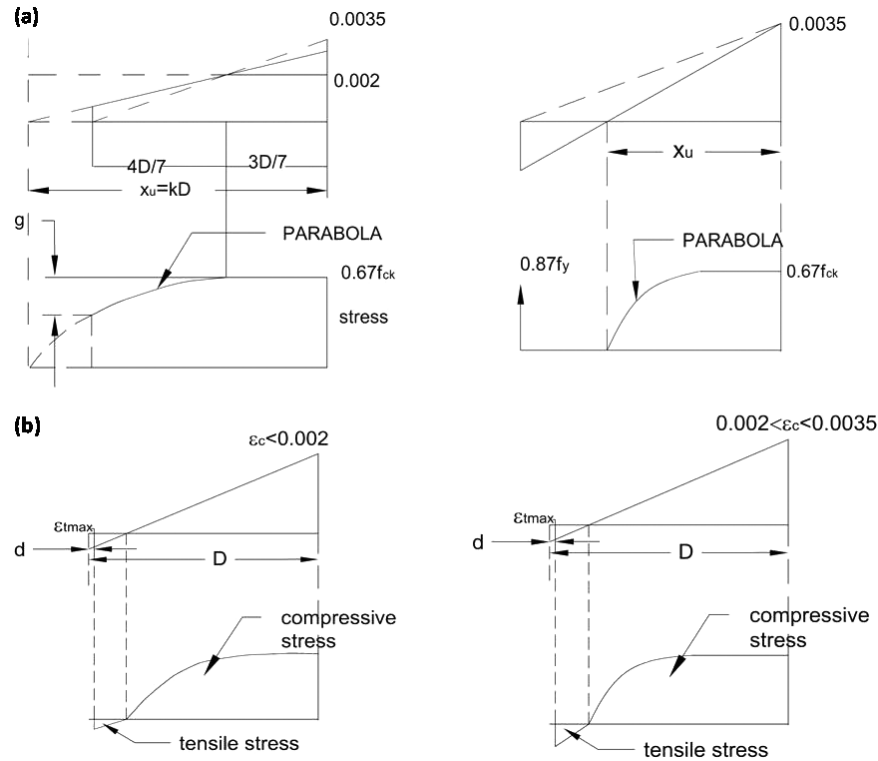 (a)
0.0035
0.002
4D/7
3D/7
xu=kD
g
PARABOLA
0.67fck
stress
0.0035
xu
PARABOLA
0.87fy
0.67fck
(b)
εc<0.002
εtmax
d
D
compressive
stress
tensile stress
0.002<εc<0.0035
εtmax
d
D
compressive
stress
tensile stress